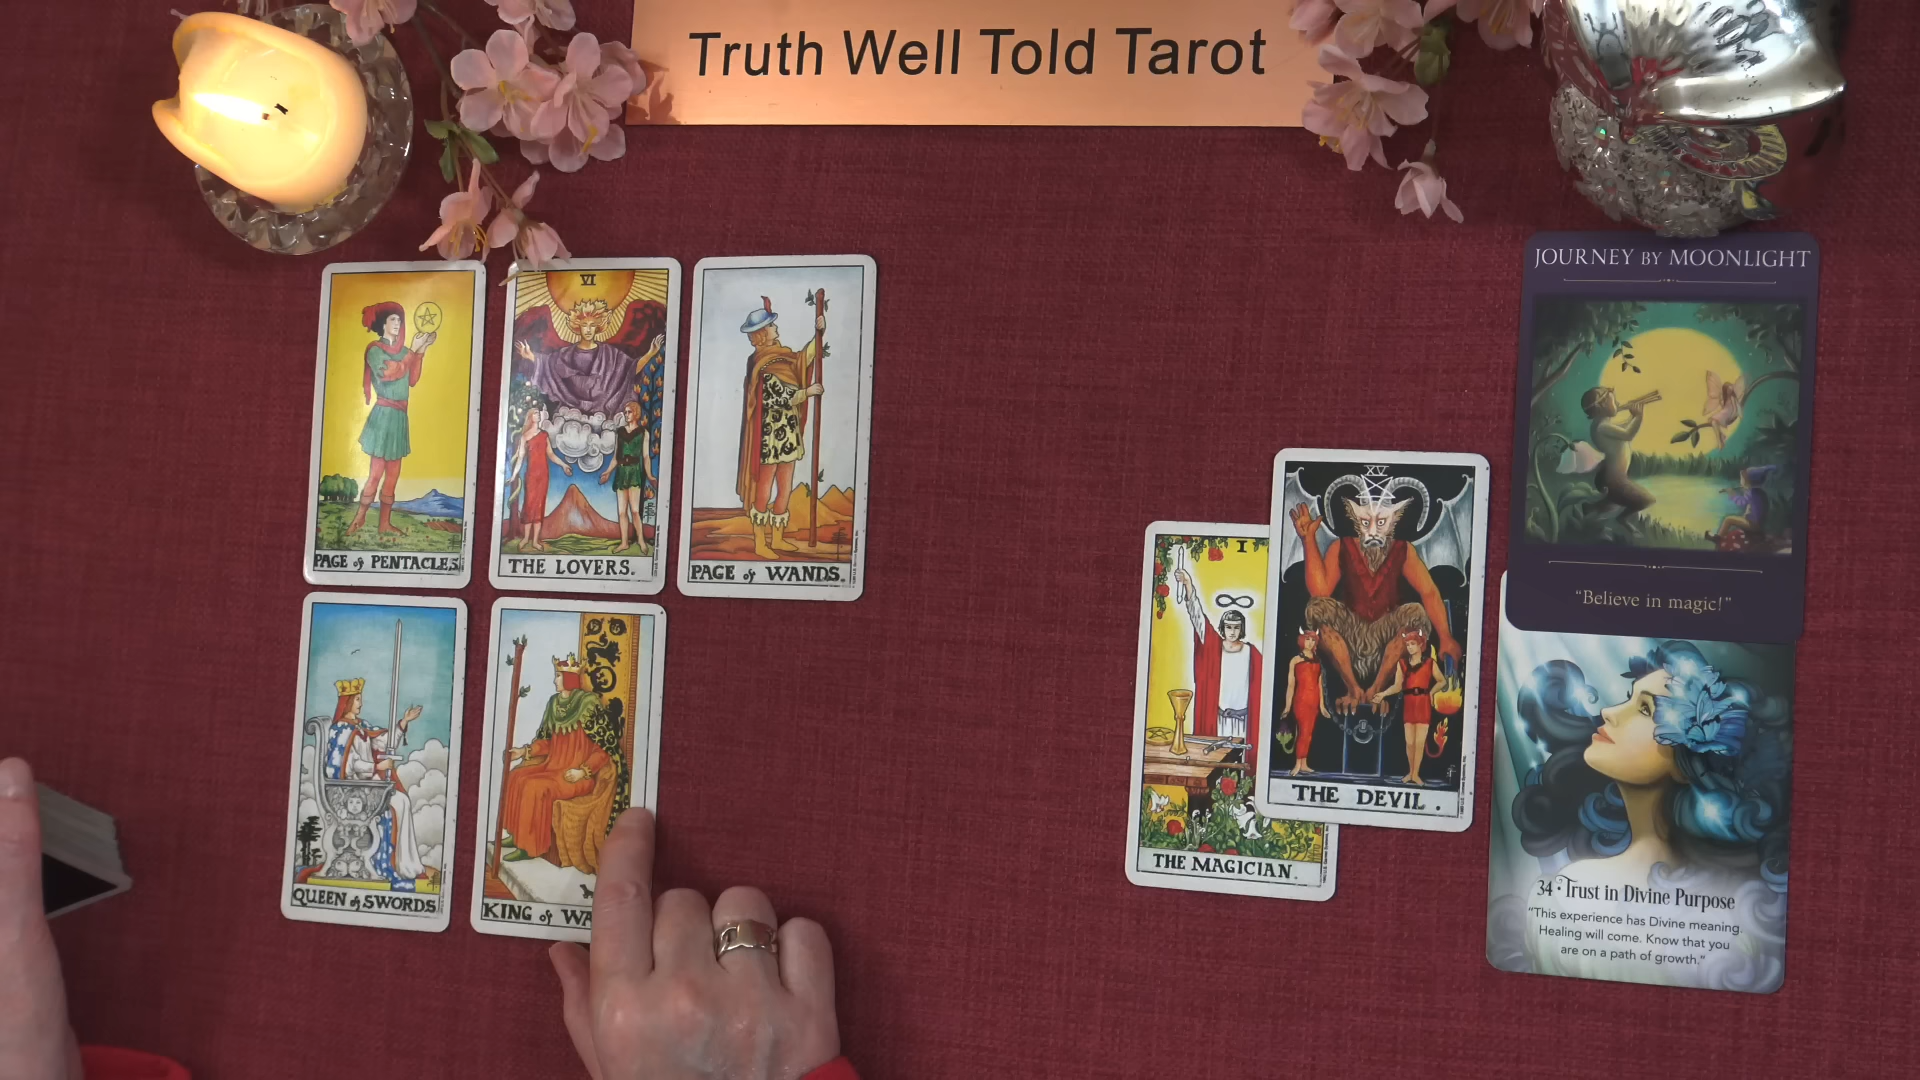 Truth Well Told Tarot
VI
PAGE of PENTACLES.
THE LOVERS.
PAGE of WANDS.
QUEEN of SWORDS
KING of WA
I
THE MAGICIAN.
XV
THE DEVIL.
JOURNEY BY MOONLIGHT
"Believe in magic!"
34 • Trust in Divine Purpose
"This experience has Divine meaning.
Healing will come. Know that you
are on a path of growth."